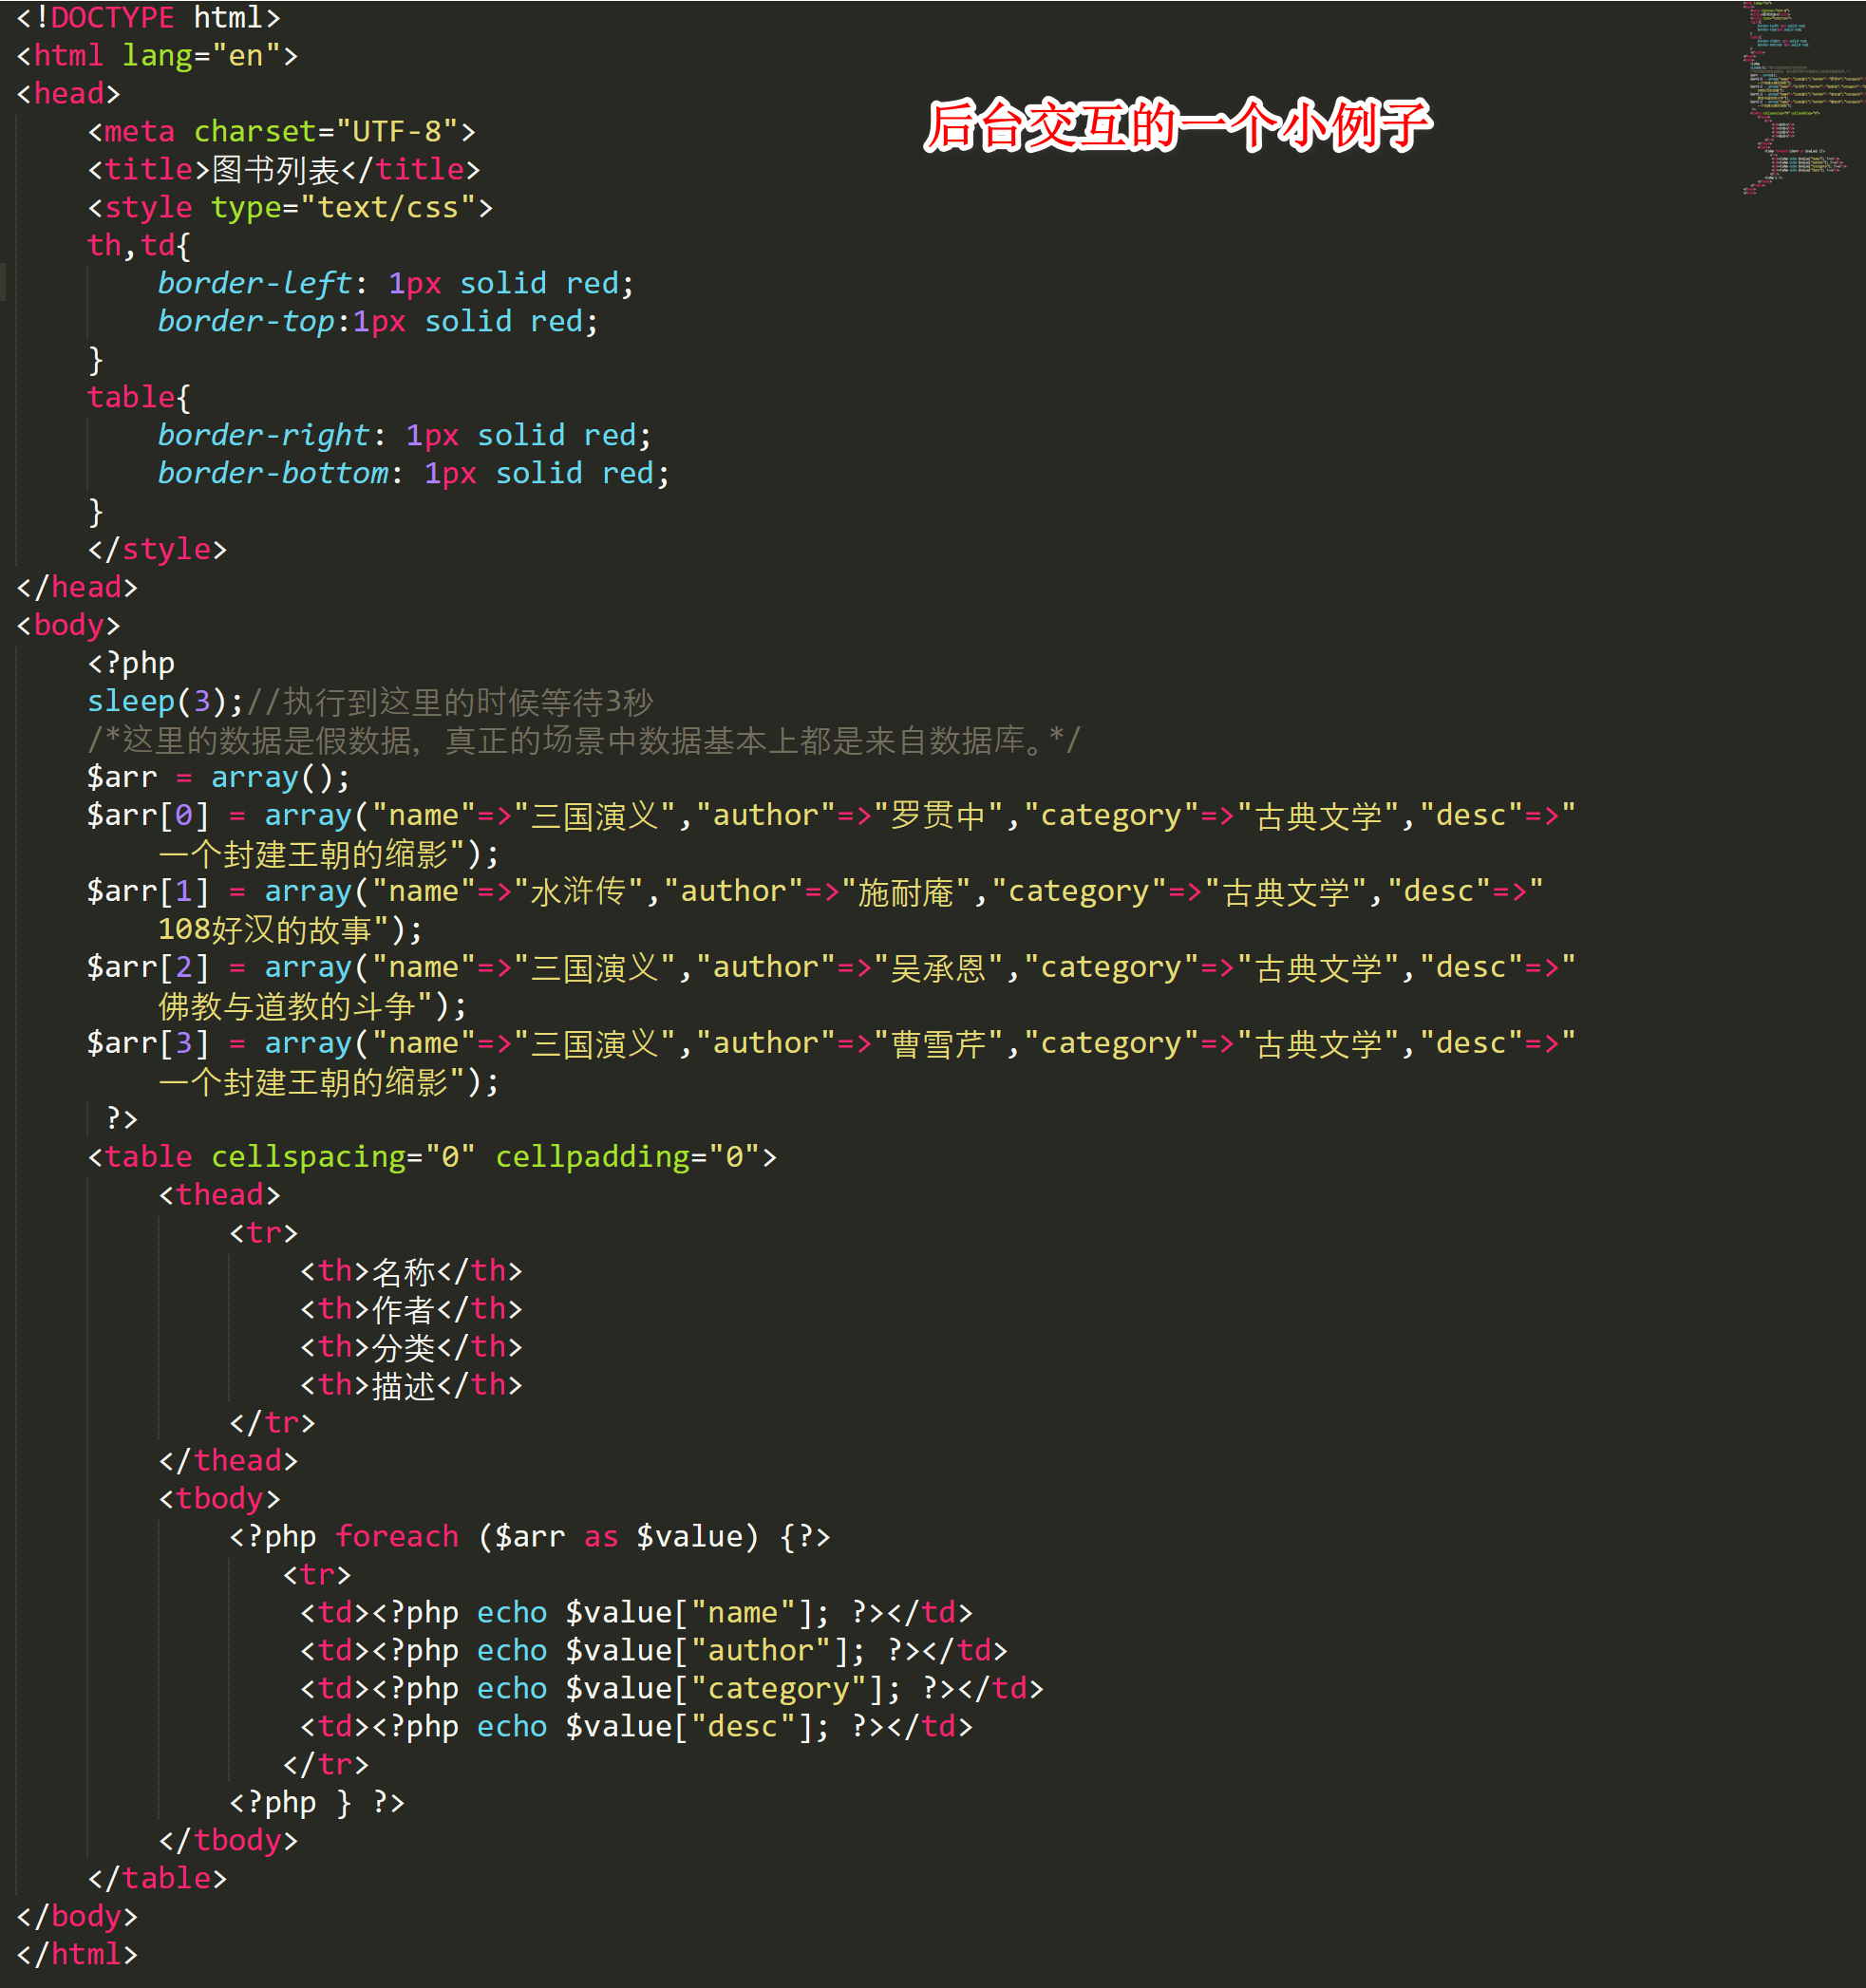 <!DOCTYPE html>
<html lang="en">
<head>
    <meta charset="UTF-8">
后台交互的一个小例子
    <title>图书列表</title>
    <style type="text/css">
    th,td{
        border-left: 1px solid red;
        border-top:1px solid red;
    }
    table{
        border-right: 1px solid red;
        border-bottom: 1px solid red;
    }
    </style>
</head>
<body>
    <?php
    sleep(3);//执行到这里的时候等待3秒
    /*这里的数据是假数据，真正的场景中数据基本上都是来自数据库。*/
    $arr = array();
    $arr[0] = array("name"=>"三国演义","author"=>"罗贯中","category"=>"古典文学","desc"=>"
        一个封建王朝的缩影");
    $arr[1] = array("name"=>"水浒传","author"=>"施耐庵","category"=>"古典文学","desc"=>"
        108好汉的故事");
    $arr[2] = array("name"=>"三国演义","author"=>"吴承恩","category"=>"古典文学","desc"=>"
        佛教与道教的斗争");
    $arr[3] = array("name"=>"三国演义","author"=>"曹雪芹","category"=>"古典文学","desc"=>"
        一个封建王朝的缩影");
     ?>
    <table cellspacing="0" cellpadding="0">
        <thead>
            <tr>
                <th>名称</th>
                <th>作者</th>
                <th>分类</th>
                <th>描述</th>
            </tr>
        </thead>
        <tbody>
            <?php foreach ($arr as $value) {?>
               <tr>
                <td><?php echo $value["name"]; ?></td>
                <td><?php echo $value["author"]; ?></td>
                <td><?php echo $value["category"]; ?></td>
                <td><?php echo $value["desc"]; ?></td>
               </tr>
            <?php } ?>
        </tbody>
    </table>
</body>
</html>